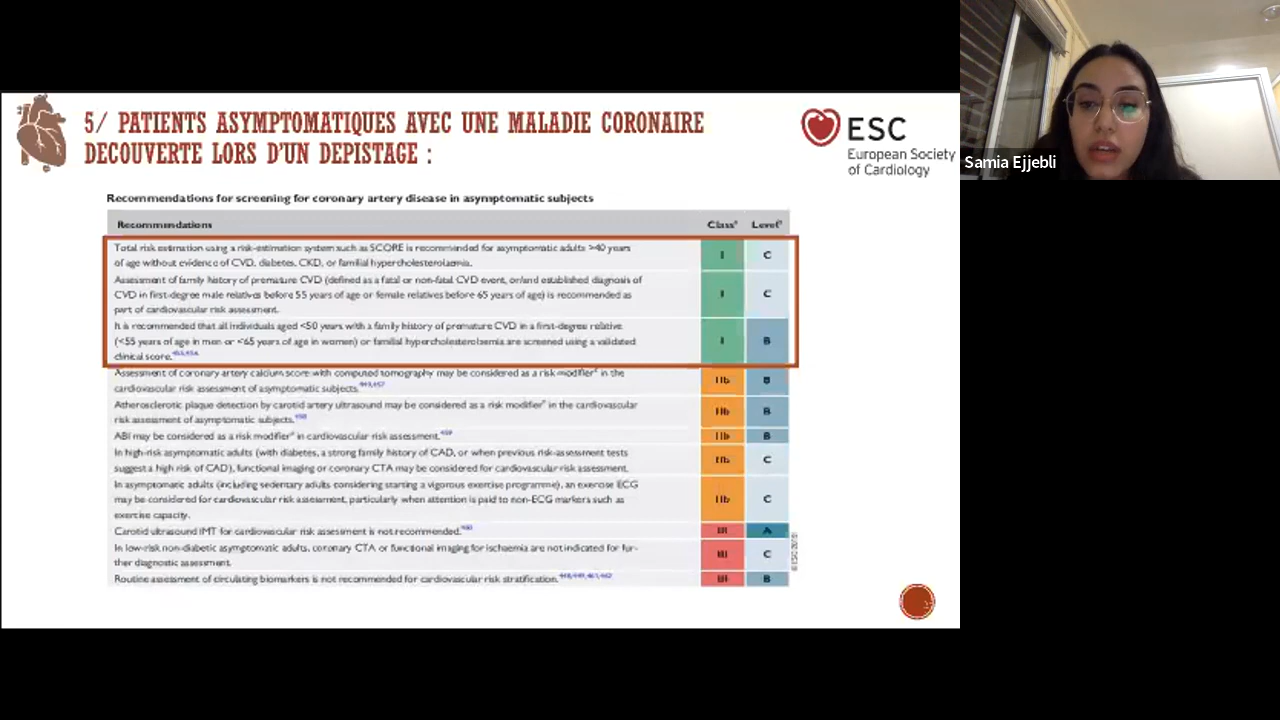 5/ PATIENTS ASYMPTOMATIQUES AVEC UNE MALADIE CORONAIRE
DECOUVERTE LORS D'UN DEPISTAGE :
ESC
European Society
of Cardiology
Samia Ejjebli
Recommendations for screening for coronary artery disease in asymptomatic subjects
Recommendations Class Level
Total risk estimation using a risk-estimation system such as SCORE is recommended for asymptomatic adults >40 years
of age without evidence of CVD, diabetes, CKD, or familial hypercholesterolaemia. I C
Assessment of family history of premature CVD (defined as a fatal or non-fatal CVD event, or/and established diagnosis of
CVD in first-degree male relatives before 55 years of age or female relatives before 65 years of age) is recommended as
part of cardiovascular risk assessment. I C
It is recommended that all individuals aged <50 years with a family history of premature CVD in a first-degree relative
(<55 years of age in men or <65 years of age in women) or familial hypercholesterolaemia are screened using a validated
clinical score. I B
Assessment of coronary artery calcium score with computed tomography may be considered as a risk modifier in the
cardiovascular risk assessment of asymptomatic subjects. IIb B
Atherosclerotic plaque detection by carotid artery ultrasound may be considered as a risk modifier in the cardiovascular
risk assessment of asymptomatic subjects. IIb B
ABI may be considered as a risk modifier in cardiovascular risk assessment. IIb B
In high-risk asymptomatic adults (with diabetes, a strong family history of CAD, or when previous risk-assessment tests
suggest a high risk of CAD), functional imaging or coronary CTA may be considered for cardiovascular risk assessment. IIb C
In asymptomatic adults (including sedentary adults considering starting a vigorous exercise programme), an exercise ECG
may be considered for cardiovascular risk assessment, particularly when attention is paid to non-ECG markers such as
exercise capacity. IIb C
Carotid ultrasound IMT for cardiovascular risk assessment is not recommended. III A
In low-risk non-diabetic asymptomatic adults, coronary CTA or functional imaging for ischaemia are not indicated for fur-
ther diagnostic assessment. III C
Routine assessment of circulating biomarkers is not recommended for cardiovascular risk stratification. III B